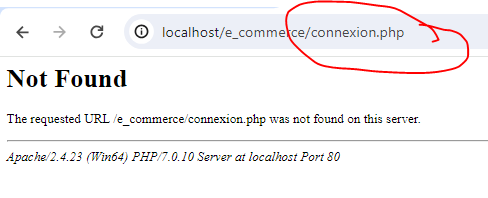 localhost/e_commerce/connexion.php
Not Found
The requested URL /e_commerce/connexion.php was not found on this server.
Apache/2.4.23 (Win64) PHP/7.0.10 Server at localhost Port 80